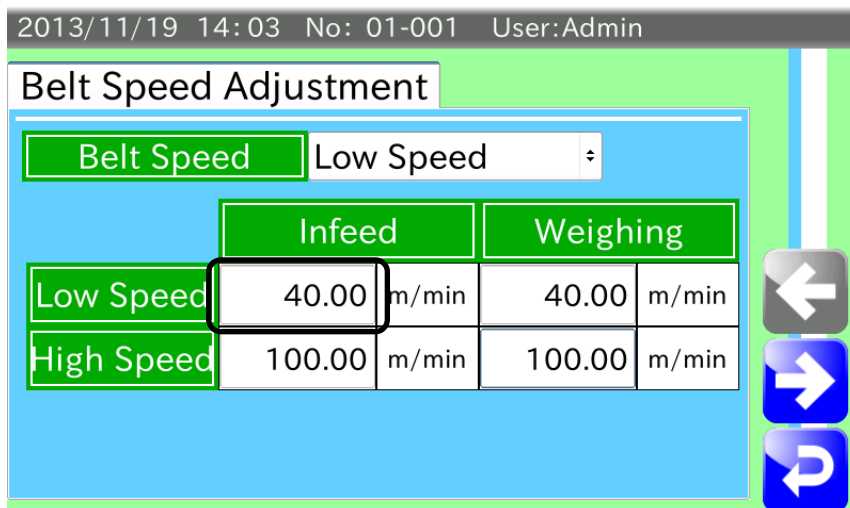 2013/11/19 14:03 No: 01-001 User:Admin
Belt Speed Adjustment
Belt Speed Low Speed
Infeed Weighing
Low Speed 40.00 m/min 40.00 m/min
High Speed 100.00 m/min 100.00 m/min